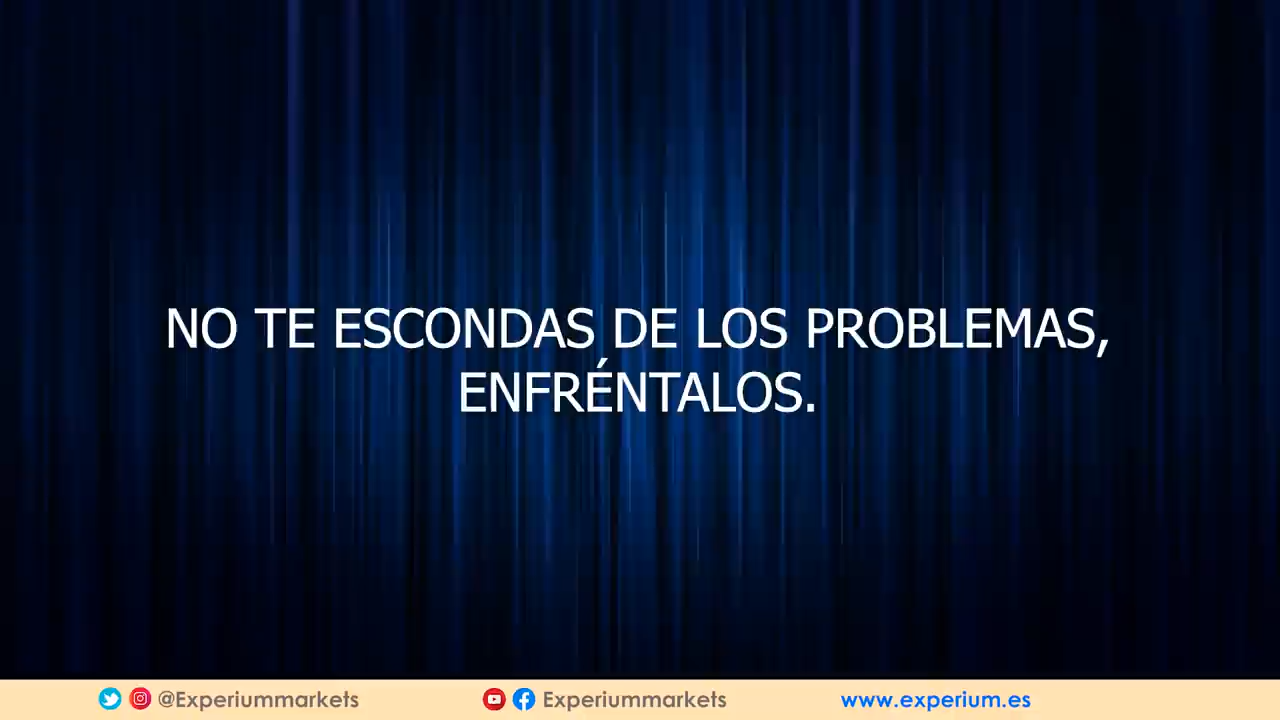 NO TE ESCONDAS DE LOS PROBLEMAS,
ENFRÉNTALOS.
@Experiummarkets Experiummarkets www.experium.es